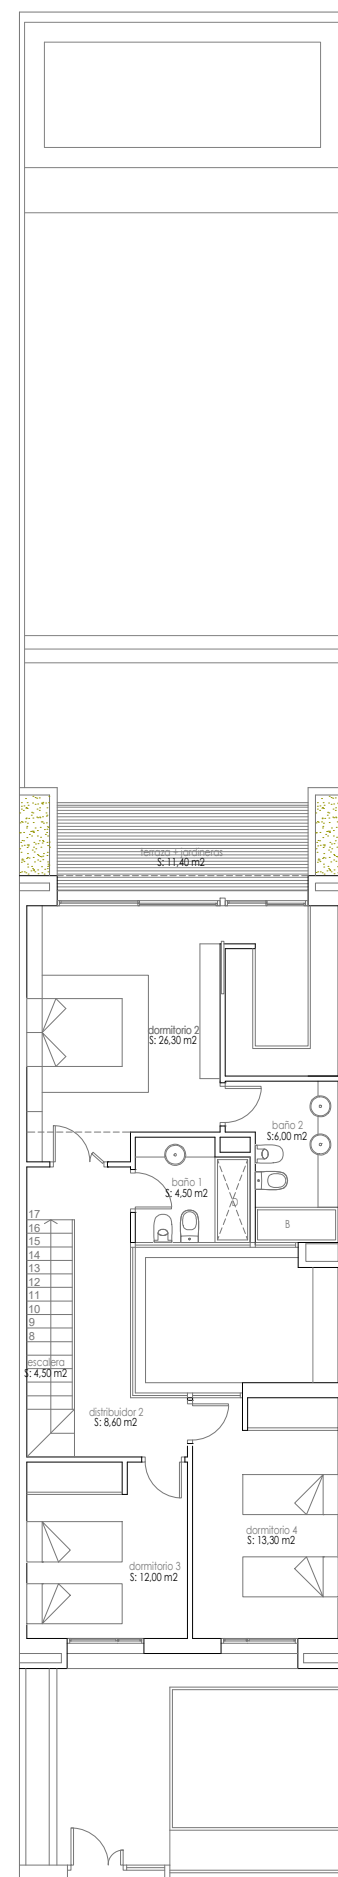 terraza + jardineras
S: 11,40 m2
dormitorio 2
S: 26,30 m2
baño 2
S:6,00 m2
baño 1
S: 4,50 m2
D
B
17
16
15
14
13
12
11
10
9
8
escalera
S: 4,50 m2
distribuidor 2
S: 8,60 m2
dormitorio 4
S: 13,30 m2
dormitorio 3
S: 12,00 m2